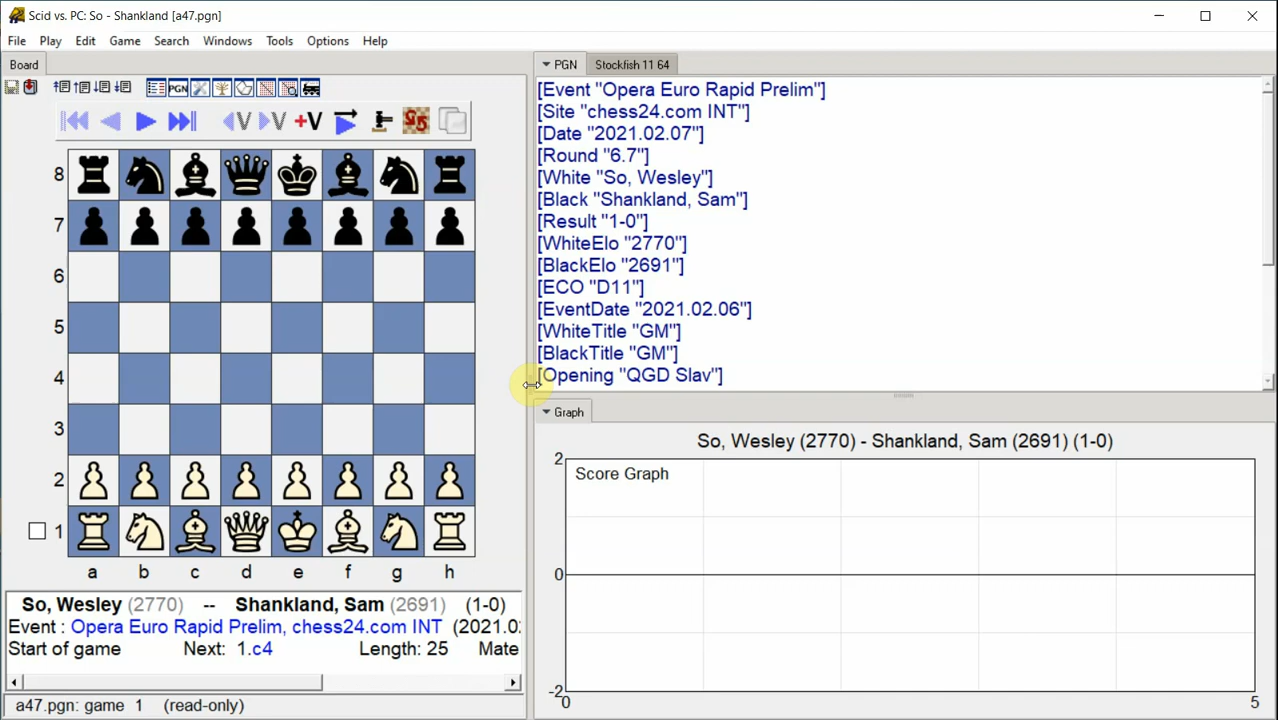 Scid vs. PC: So - Shankland [a47.pgn]
File Play Edit Game Search Windows Tools Options Help
Board
PGN
V V +V
8
7
6
5
4
3
2
1
a b c d e f g h
So, Wesley (2770) -- Shankland, Sam (2691) (1-0)
Event : Opera Euro Rapid Prelim, chess24.com INT (2021.0
Start of game Next: 1.c4 Length: 25 Mate
a47.pgn: game 1 (read-only)
PGN Stockfish 11 64
[Event "Opera Euro Rapid Prelim"]
[Site "chess24.com INT"]
[Date "2021.02.07"]
[Round "6.7"]
[White "So, Wesley"]
[Black "Shankland, Sam"]
[Result "1-0"]
[WhiteElo "2770"]
[BlackElo "2691"]
[ECO "D11"]
[EventDate "2021.02.06"]
[WhiteTitle "GM"]
[BlackTitle "GM"]
[Opening "QGD Slav"]
Graph
So, Wesley (2770) - Shankland, Sam (2691) (1-0)
Score Graph
2
0
-2
0 5